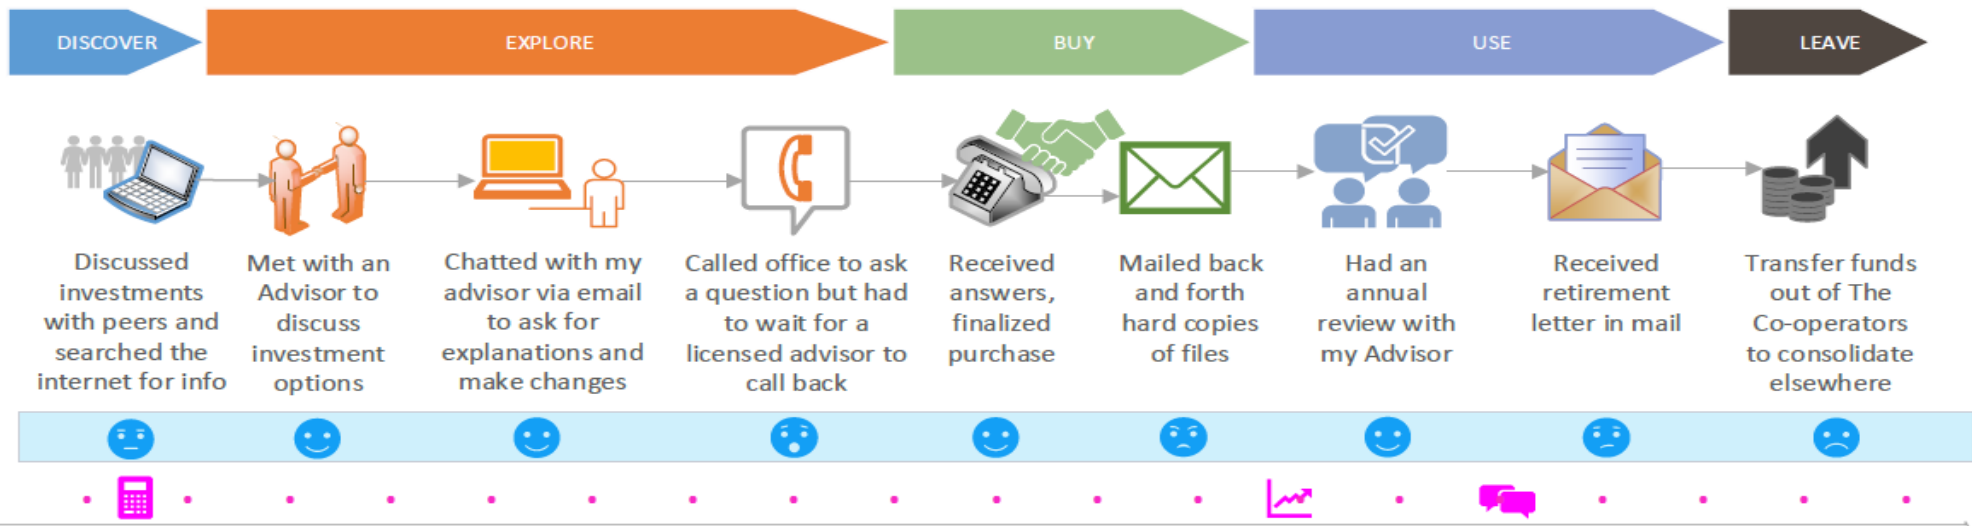 DISCOVER
EXPLORE
BUY
USE
LEAVE
Discussed
investments
with peers and
searched the
internet for info
Met with an
Advisor to
discuss
investment
options
Chatted with my
advisor via email
to ask for
explanations and
make changes
Called office to ask
a question but had
to wait for a
licensed advisor to
call back
Received
answers,
finalized
purchase
Mailed back
and forth
hard copies
of files
Had an
annual
review with
my Advisor
Received
retirement
letter in mail
Transfer funds
out of The
Co-operators
to consolidate
elsewhere